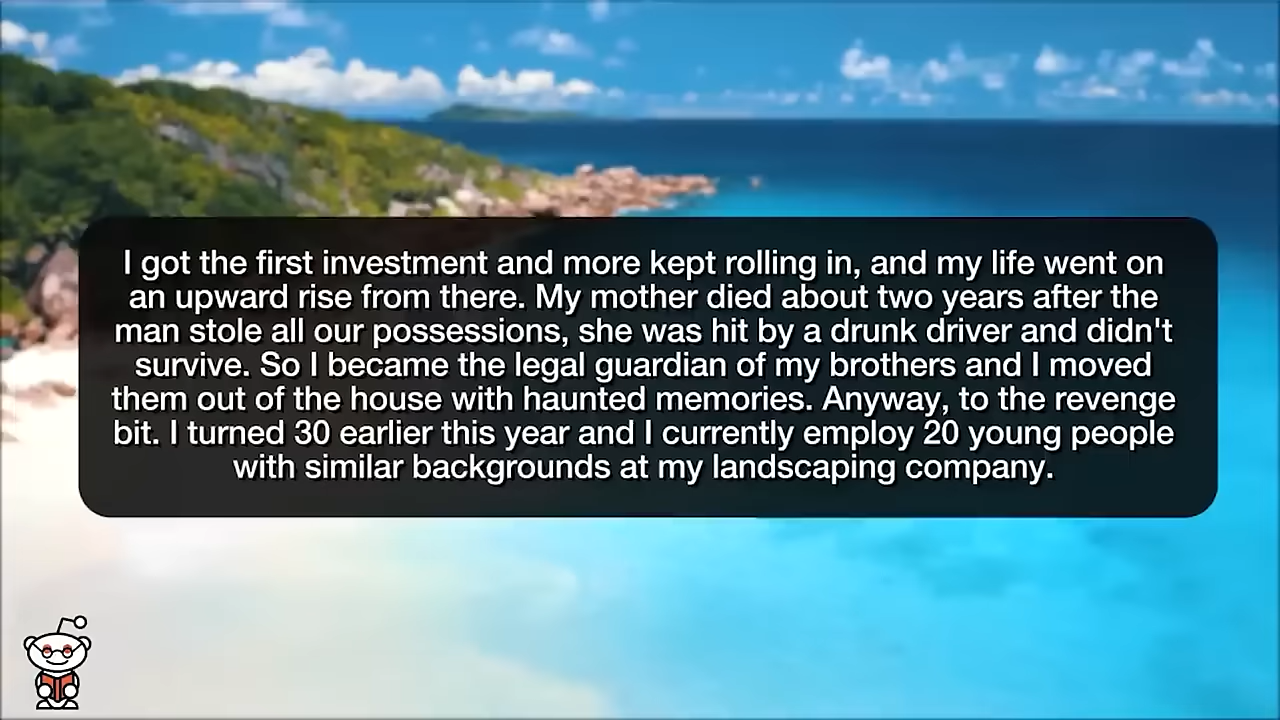 I got the first investment and more kept rolling in, and my life went on
an upward rise from there. My mother died about two years after the
man stole all our possessions, she was hit by a drunk driver and didn't
survive. So I became the legal guardian of my brothers and I moved
them out of the house with haunted memories. Anyway, to the revenge
bit. I turned 30 earlier this year and I currently employ 20 young people
with similar backgrounds at my landscaping company.